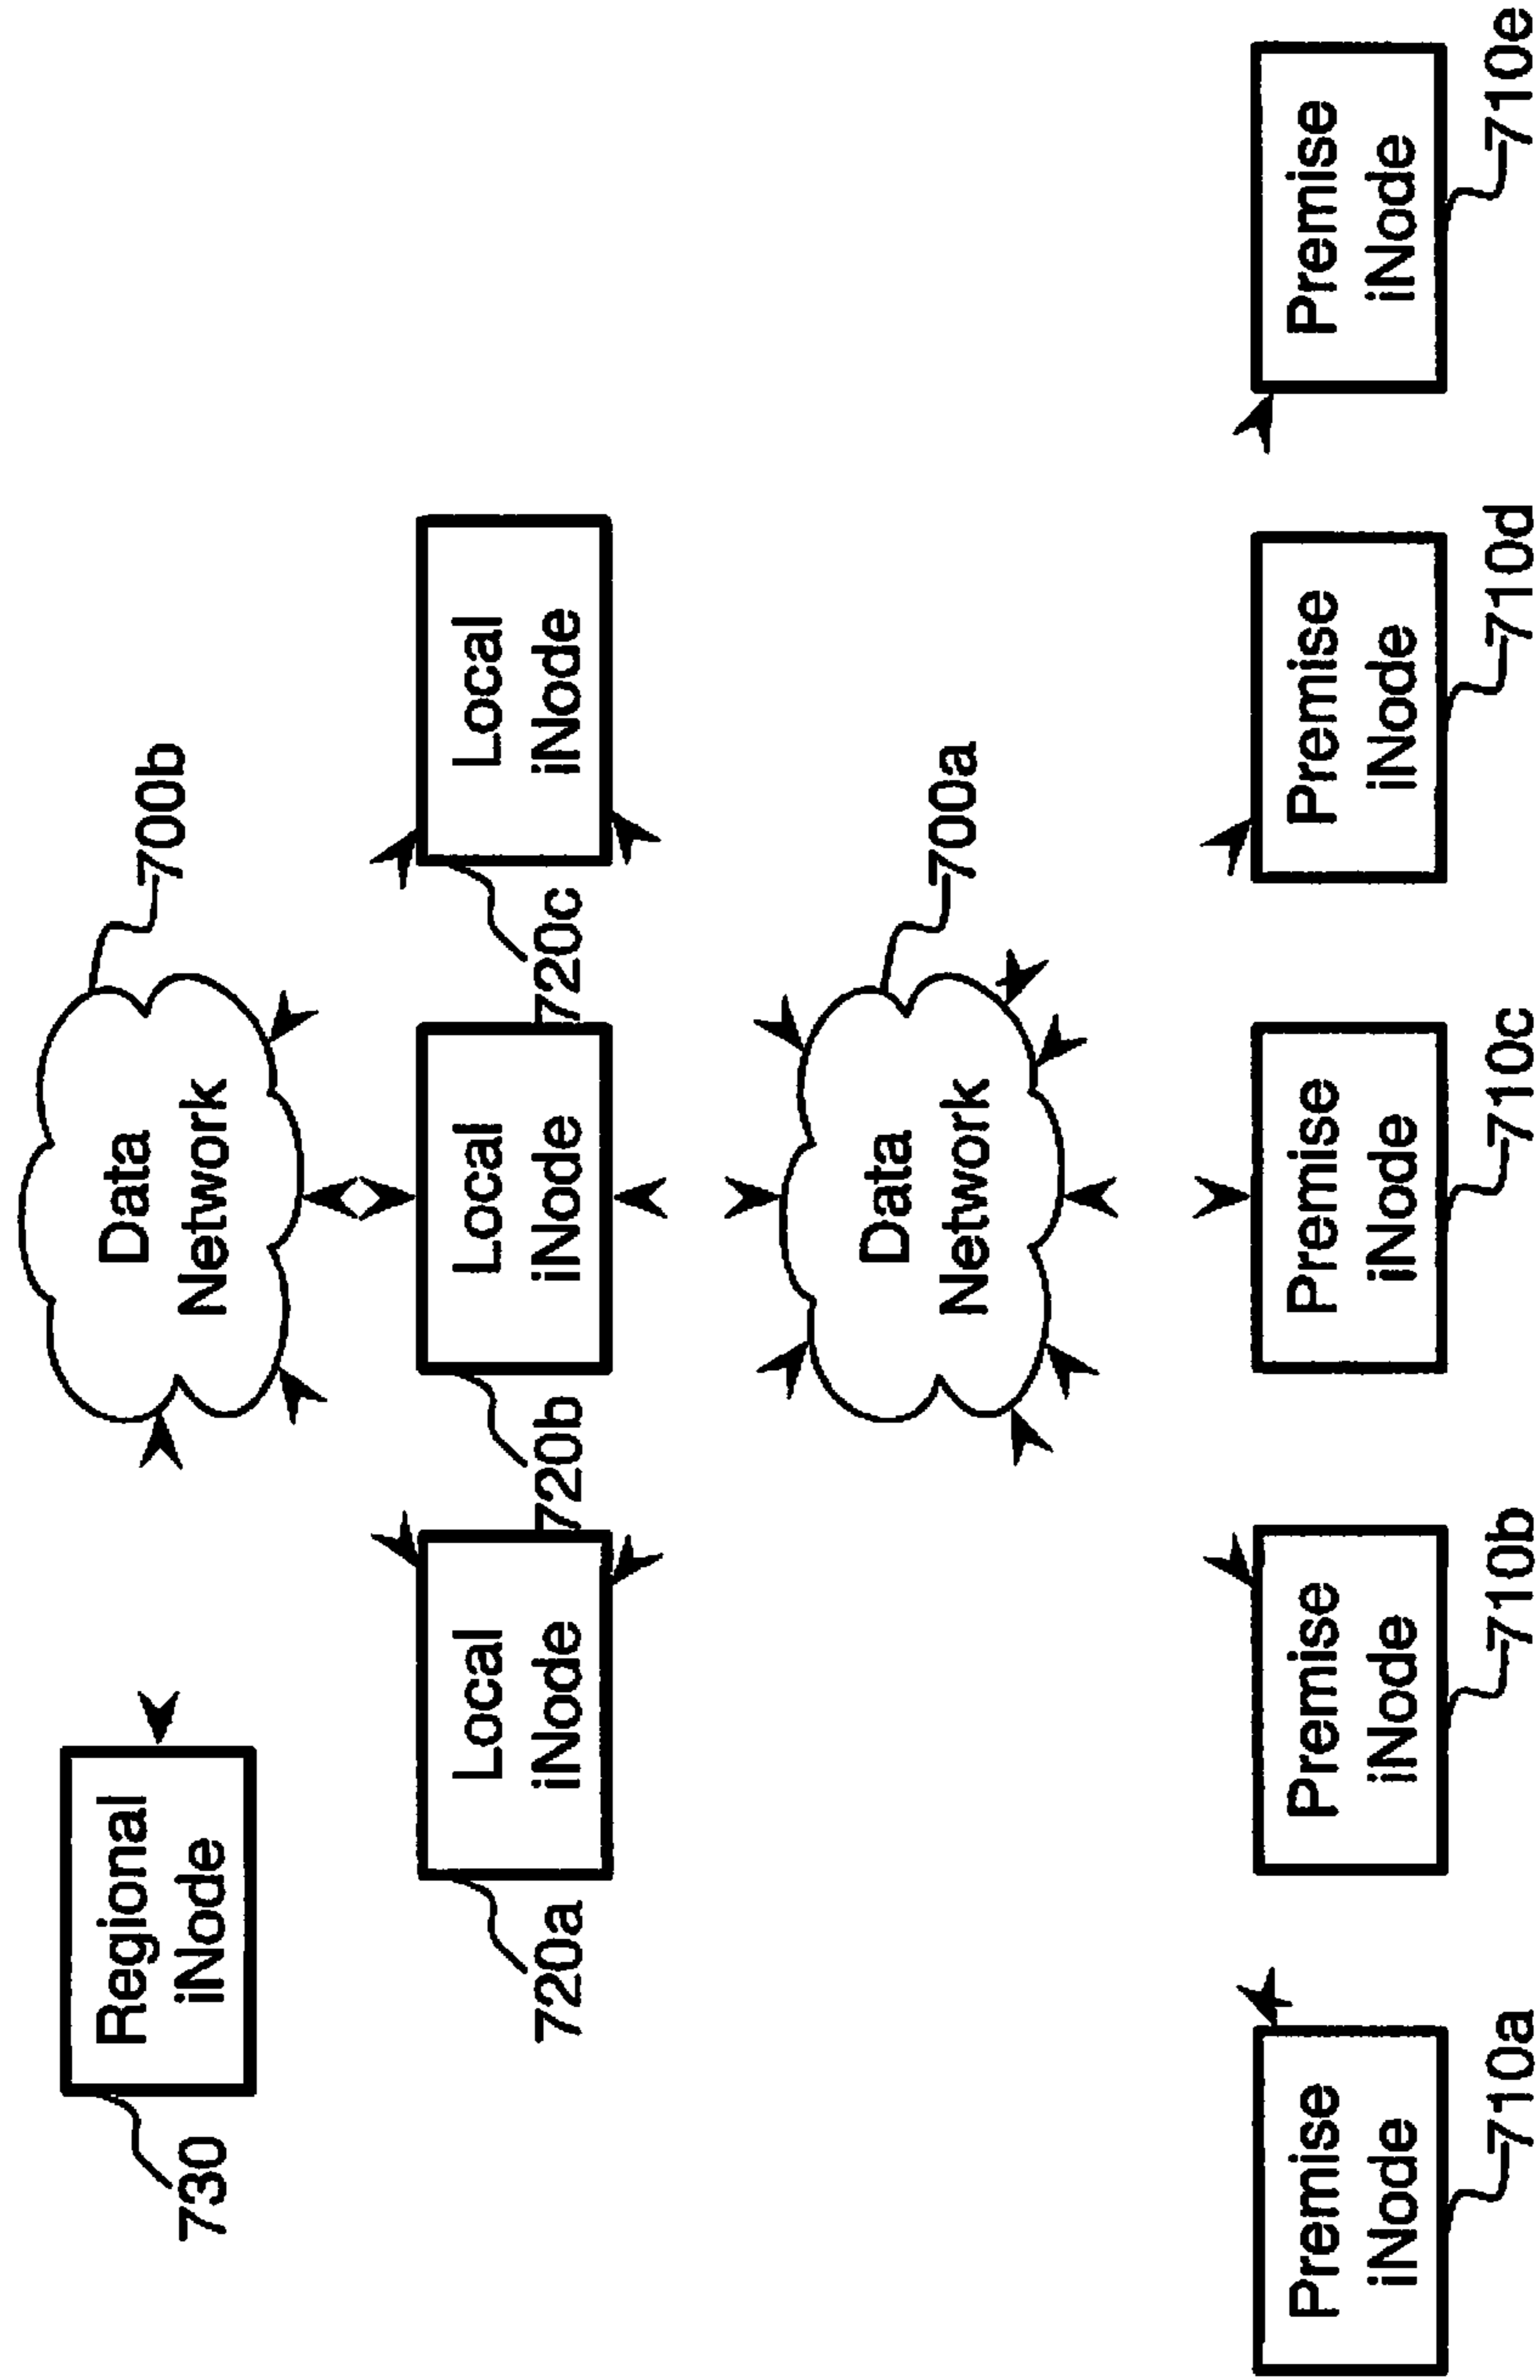 Regional
iNode
730
Data
Network
700b
Local
iNode
720a
Local
iNode
720b
Local
iNode
720c
Data
Network
700a
Premise
iNode
710a
Premise
iNode
710b
Premise
iNode
710c
Premise
iNode
710d
Premise
iNode
710e